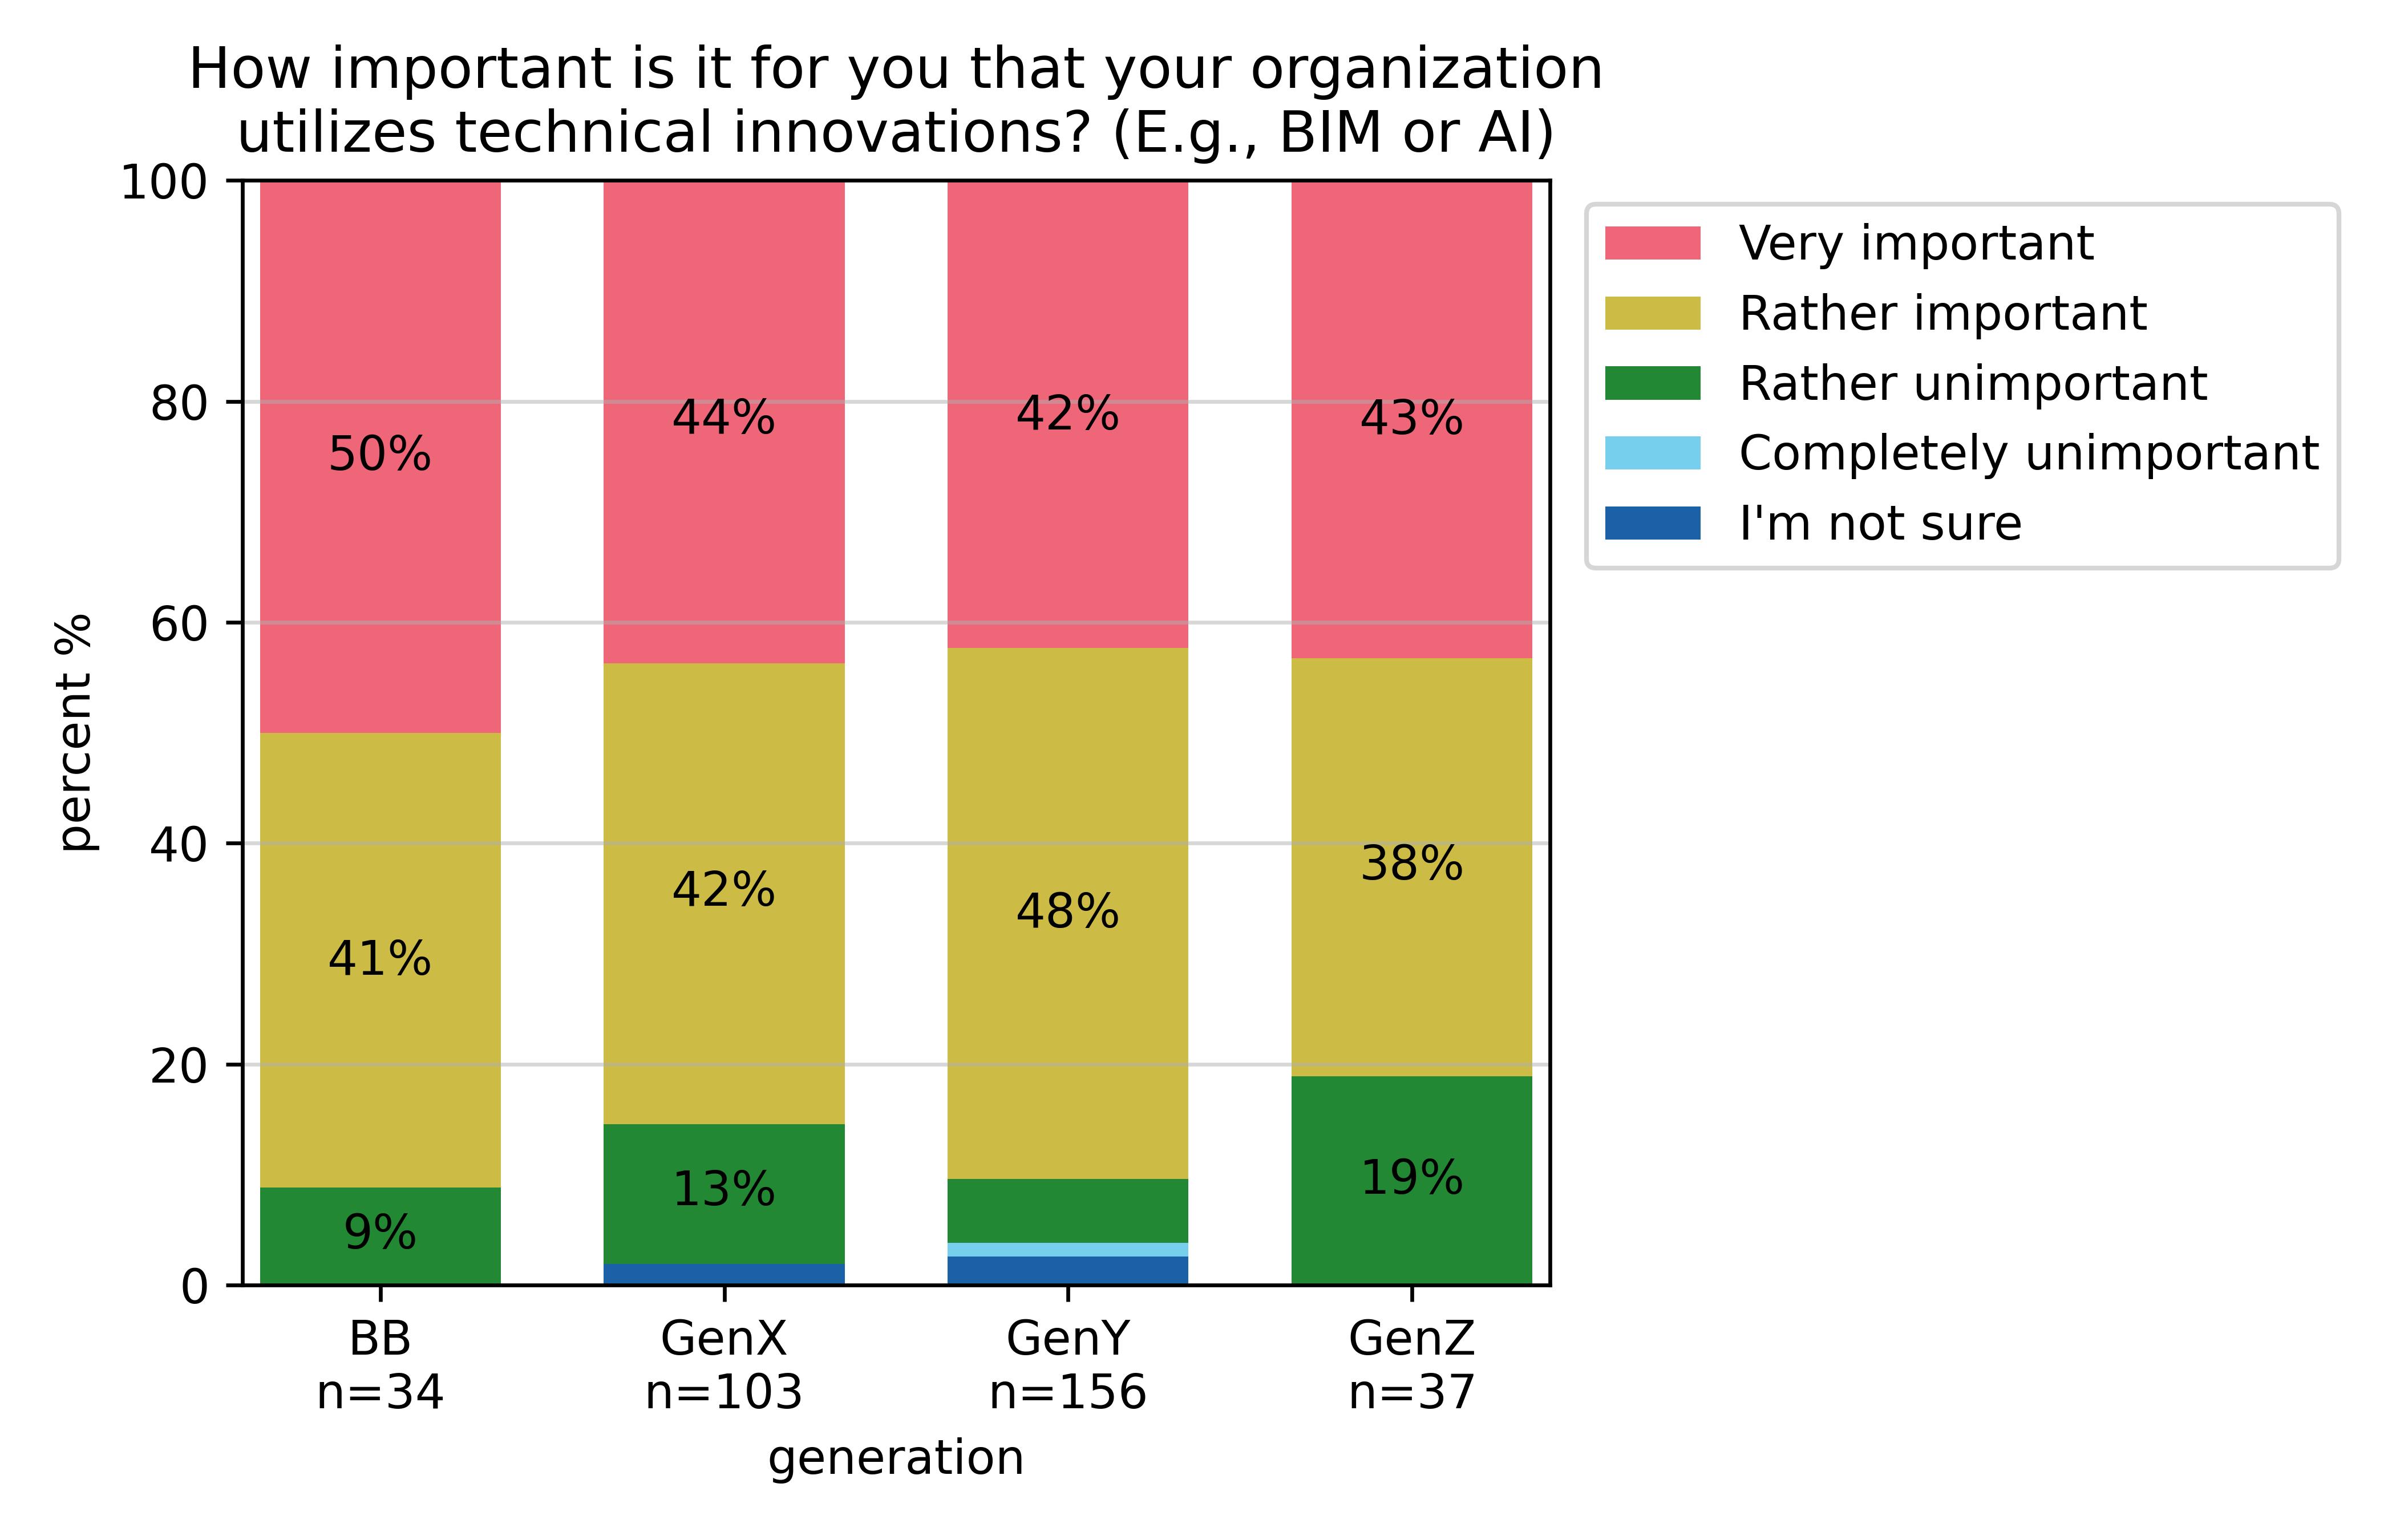 How important is it for you that your organization
utilizes technical innovations? (E.g., BIM or AI)
100
80
60
40
20
0
percent %
50%
41%
9%
44%
42%
13%
42%
48%
43%
38%
19%
BB
n=34
GenX
n=103
GenY
n=156
GenZ
n=37
generation
Very important
Rather important
Rather unimportant
Completely unimportant
I'm not sure